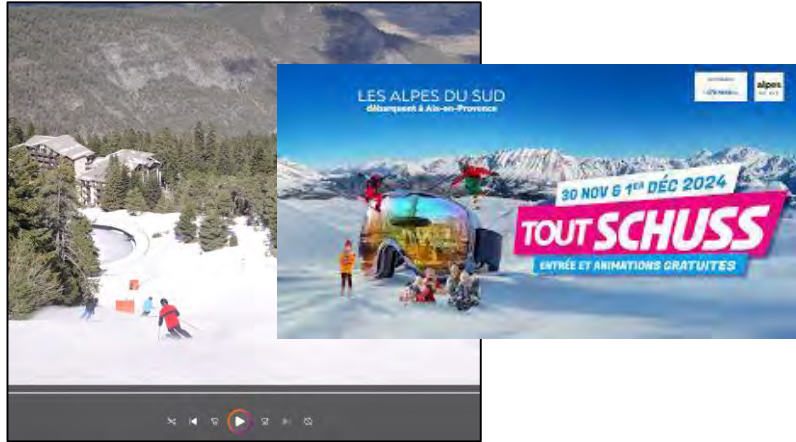 LES ALPES DU SUD
débarquent à Aix-en-Provence
alpes
30 NOV & 1ER DÉC 2024
TOUT SCHUSS
ENTRÉE ET ANIMATIONS GRATUITES